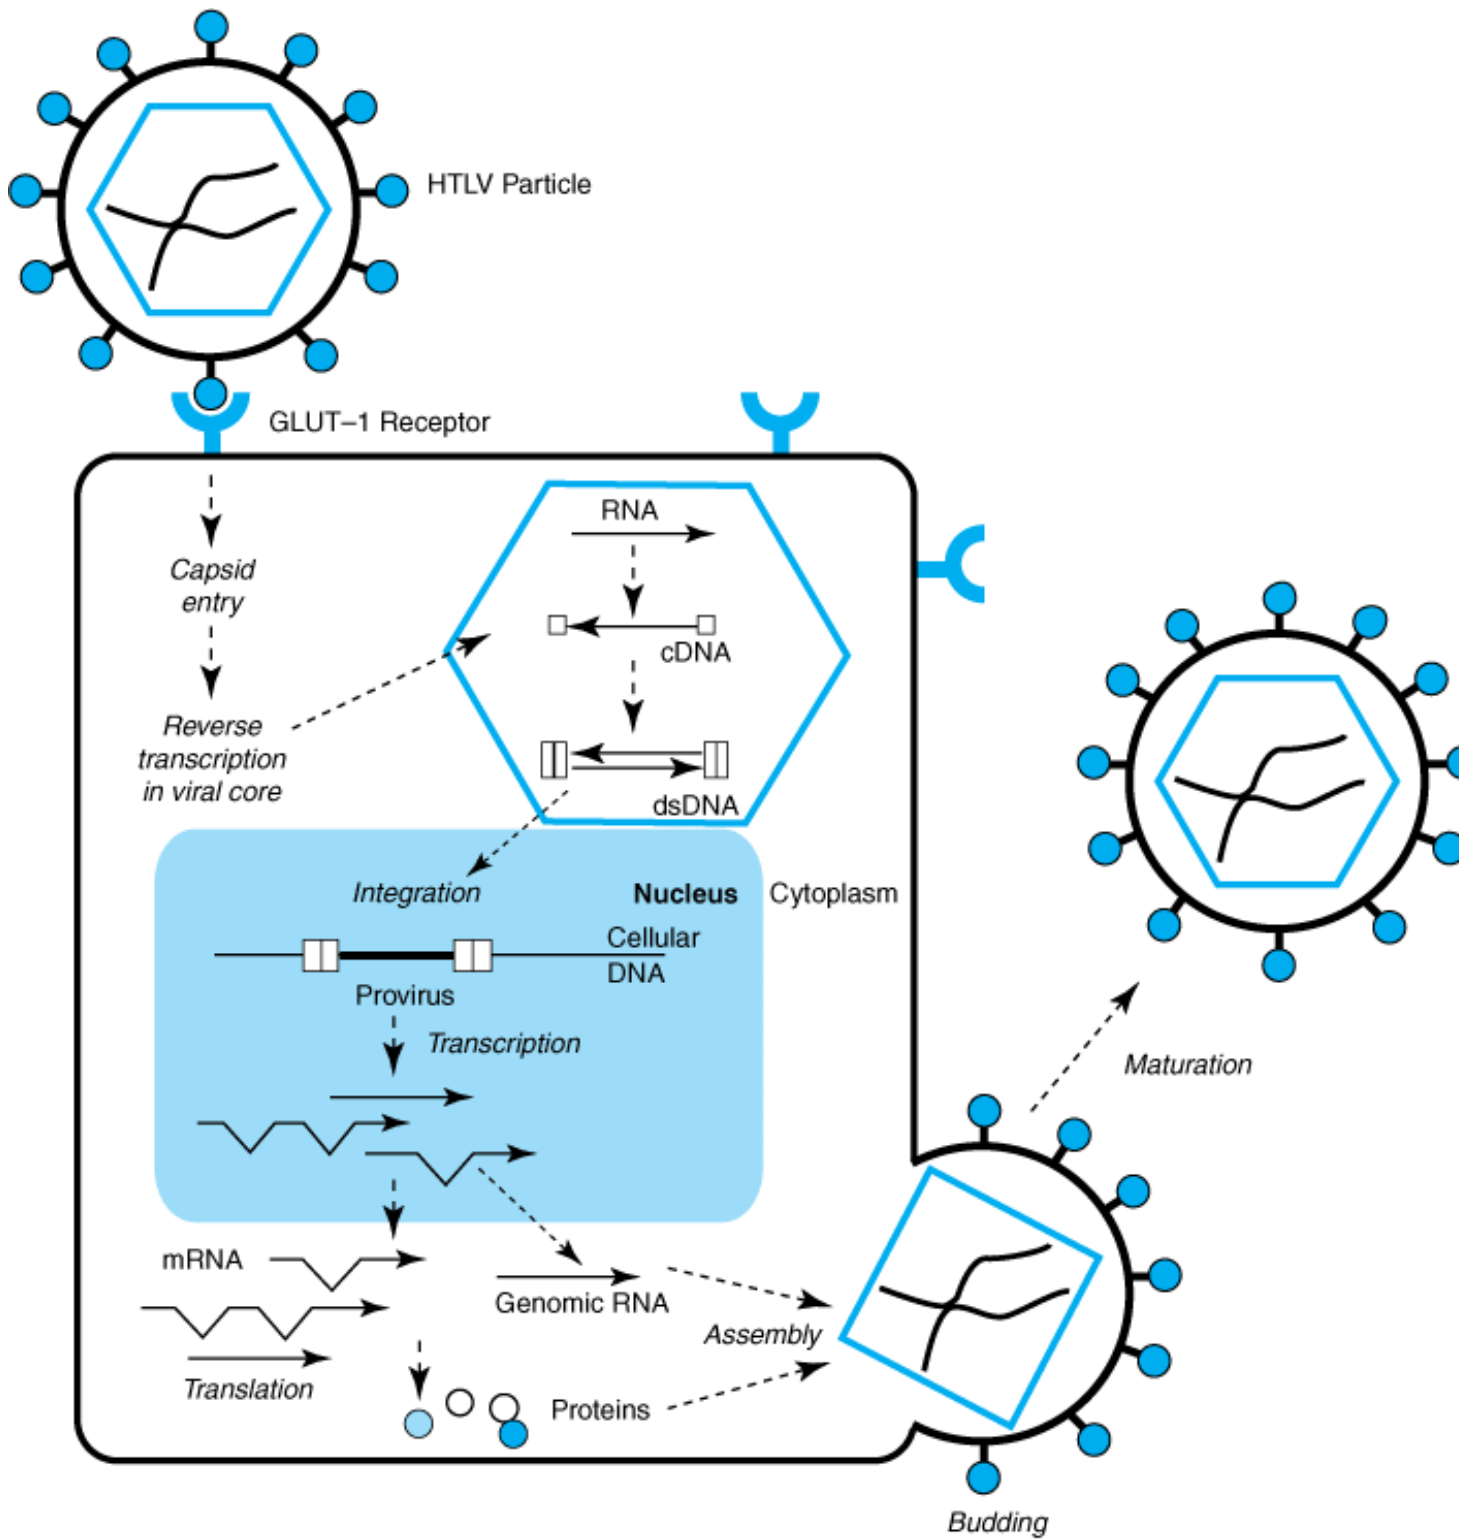 HTLV Particle
GLUT–1 Receptor
RNA
Capsid
entry
cDNA
Reverse
transcription
in viral core
dsDNA
Integration
Nucleus
Cytoplasm
Cellular
DNA
Provirus
Transcription
Maturation
mRNA
Genomic RNA
Assembly
Translation
Proteins
Budding